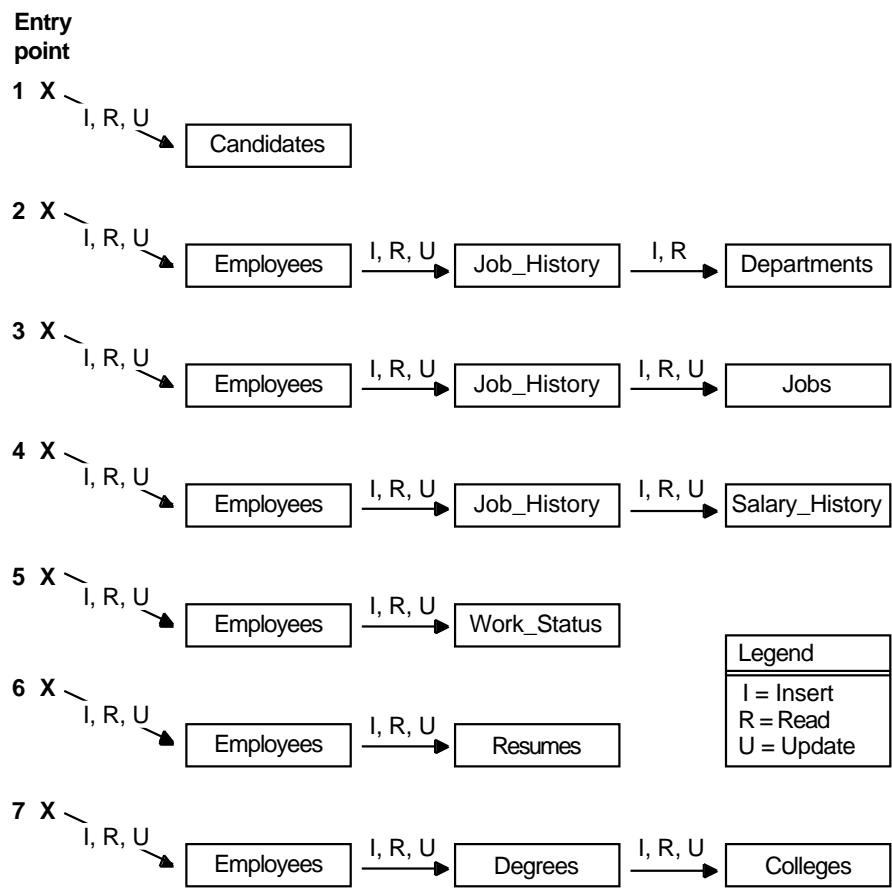 Entry
point
1 X
I, R, U
Candidates
2 X
I, R, U
Employees
I, R, U
Job_History
I, R
Departments
3 X
I, R, U
Employees
I, R, U
Job_History
I, R, U
Jobs
4 X
I, R, U
Employees
I, R, U
Job_History
I, R, U
Salary_History
5 X
I, R, U
Employees
I, R, U
Work_Status
6 X
I, R, U
Employees
I, R, U
Resumes
Legend
I = Insert
R = Read
U = Update
7 X
I, R, U
Employees
I, R, U
Degrees
I, R, U
Colleges